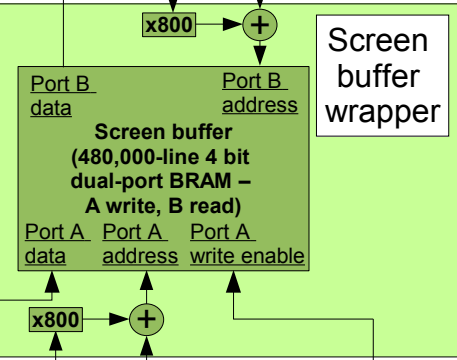 x800
+
Screen
buffer
wrapper
Port B
data
Port B
address
Screen buffer
(480,000-line 4 bit
dual-port BRAM –
A write, B read)
Port A
data
Port A
address
Port A
write enable
x800
+